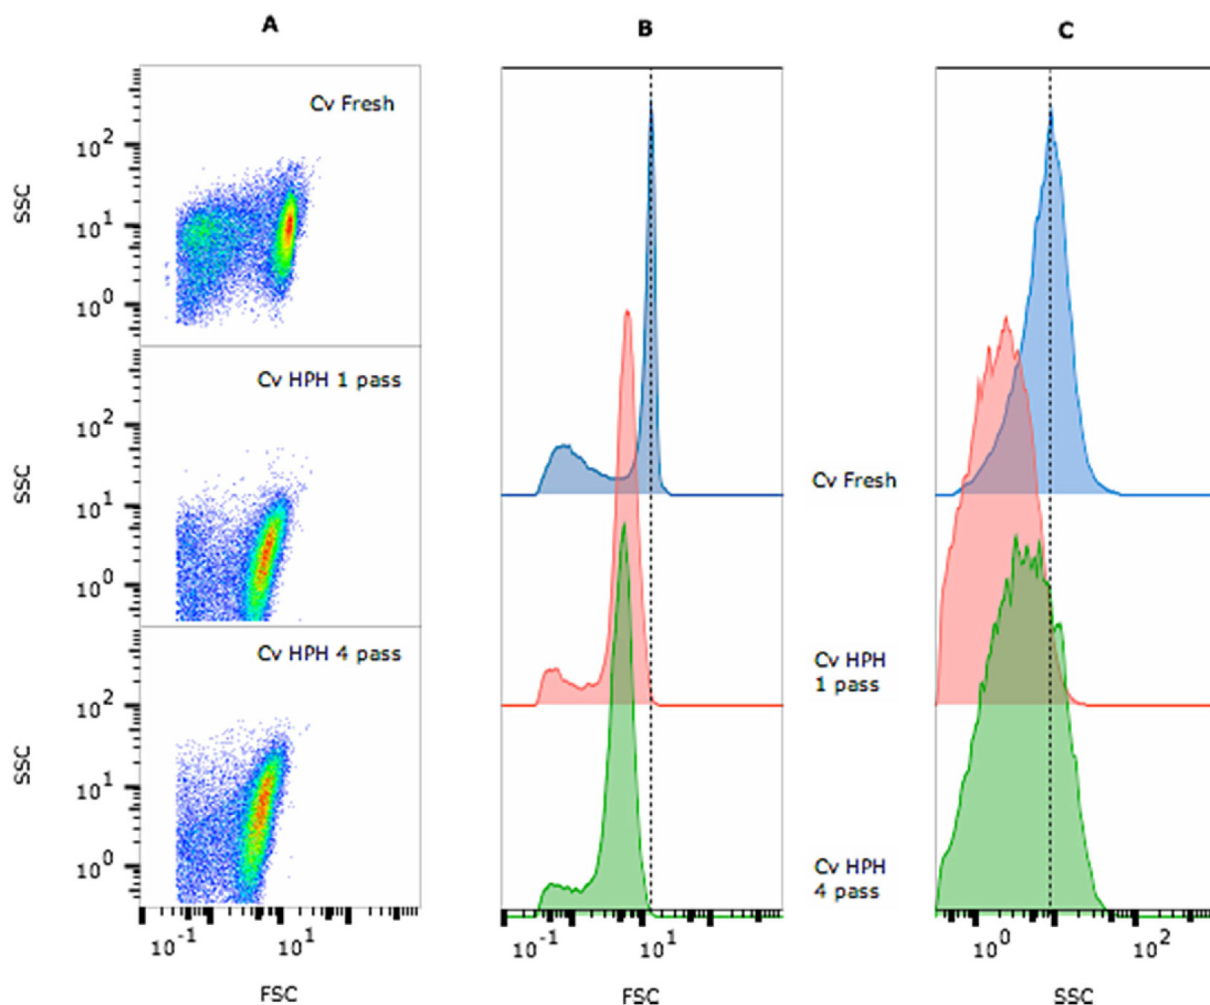 A
B
C
Cv Fresh
SSC
10²
10¹
10⁰
Cv HPH 1 pass
SSC
10²
10¹
10⁰
Cv HPH 4 pass
SSC
10²
10¹
10⁰
10⁻¹ 10¹
FSC
10⁻¹ 10¹
FSC
Cv Fresh
Cv HPH
1 pass
Cv HPH
4 pass
10⁰ 10²
SSC